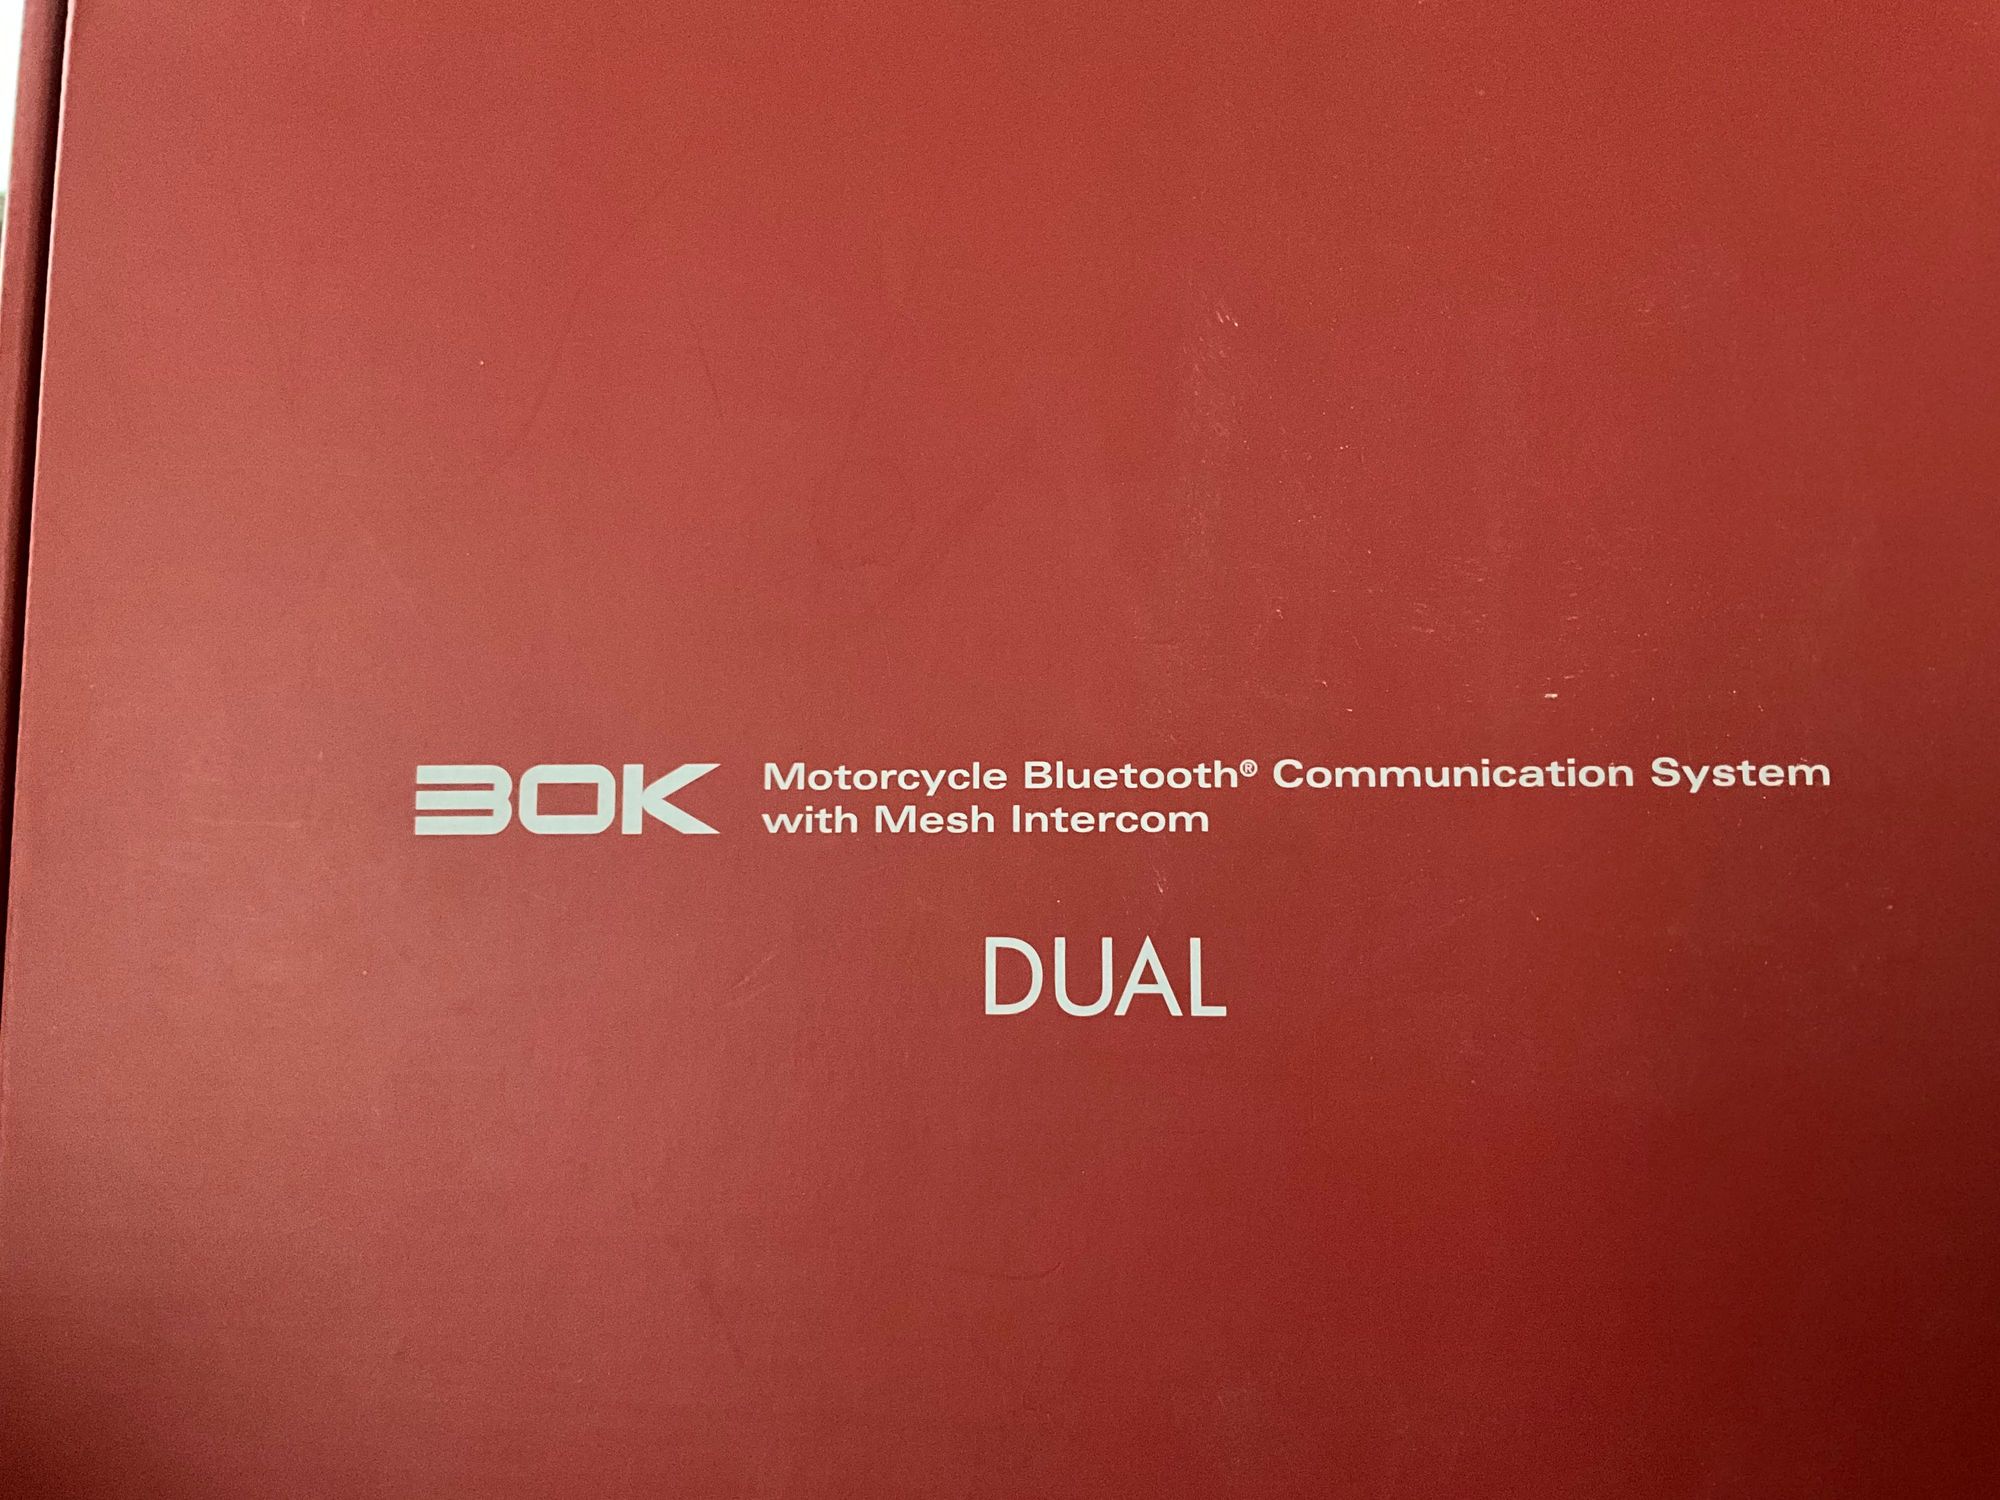 30K Motorcycle Bluetooth® Communication System
with Mesh Intercom
DUAL